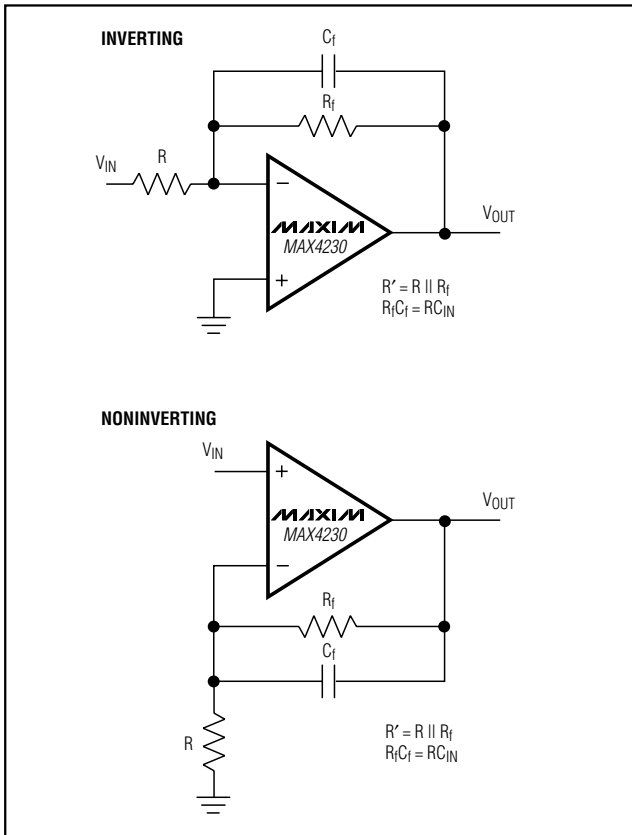 INVERTING
Cf
Rf
VIN
R
−
MAXIM
MAX4230
+
VOUT
R′ = R || Rf
RfCf = RCIN
NONINVERTING
VIN
+
MAXIM
MAX4230
−
VOUT
Rf
Cf
R
R′ = R || Rf
RfCf = RCIN